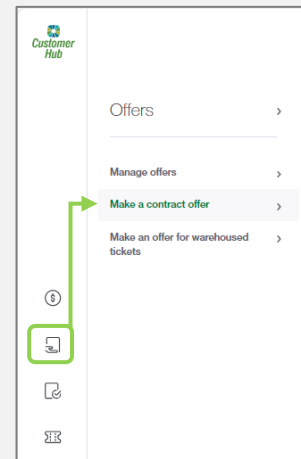 Customer
Hub
Offers
Manage offers
Make a contract offer
Make an offer for warehoused
tickets
$